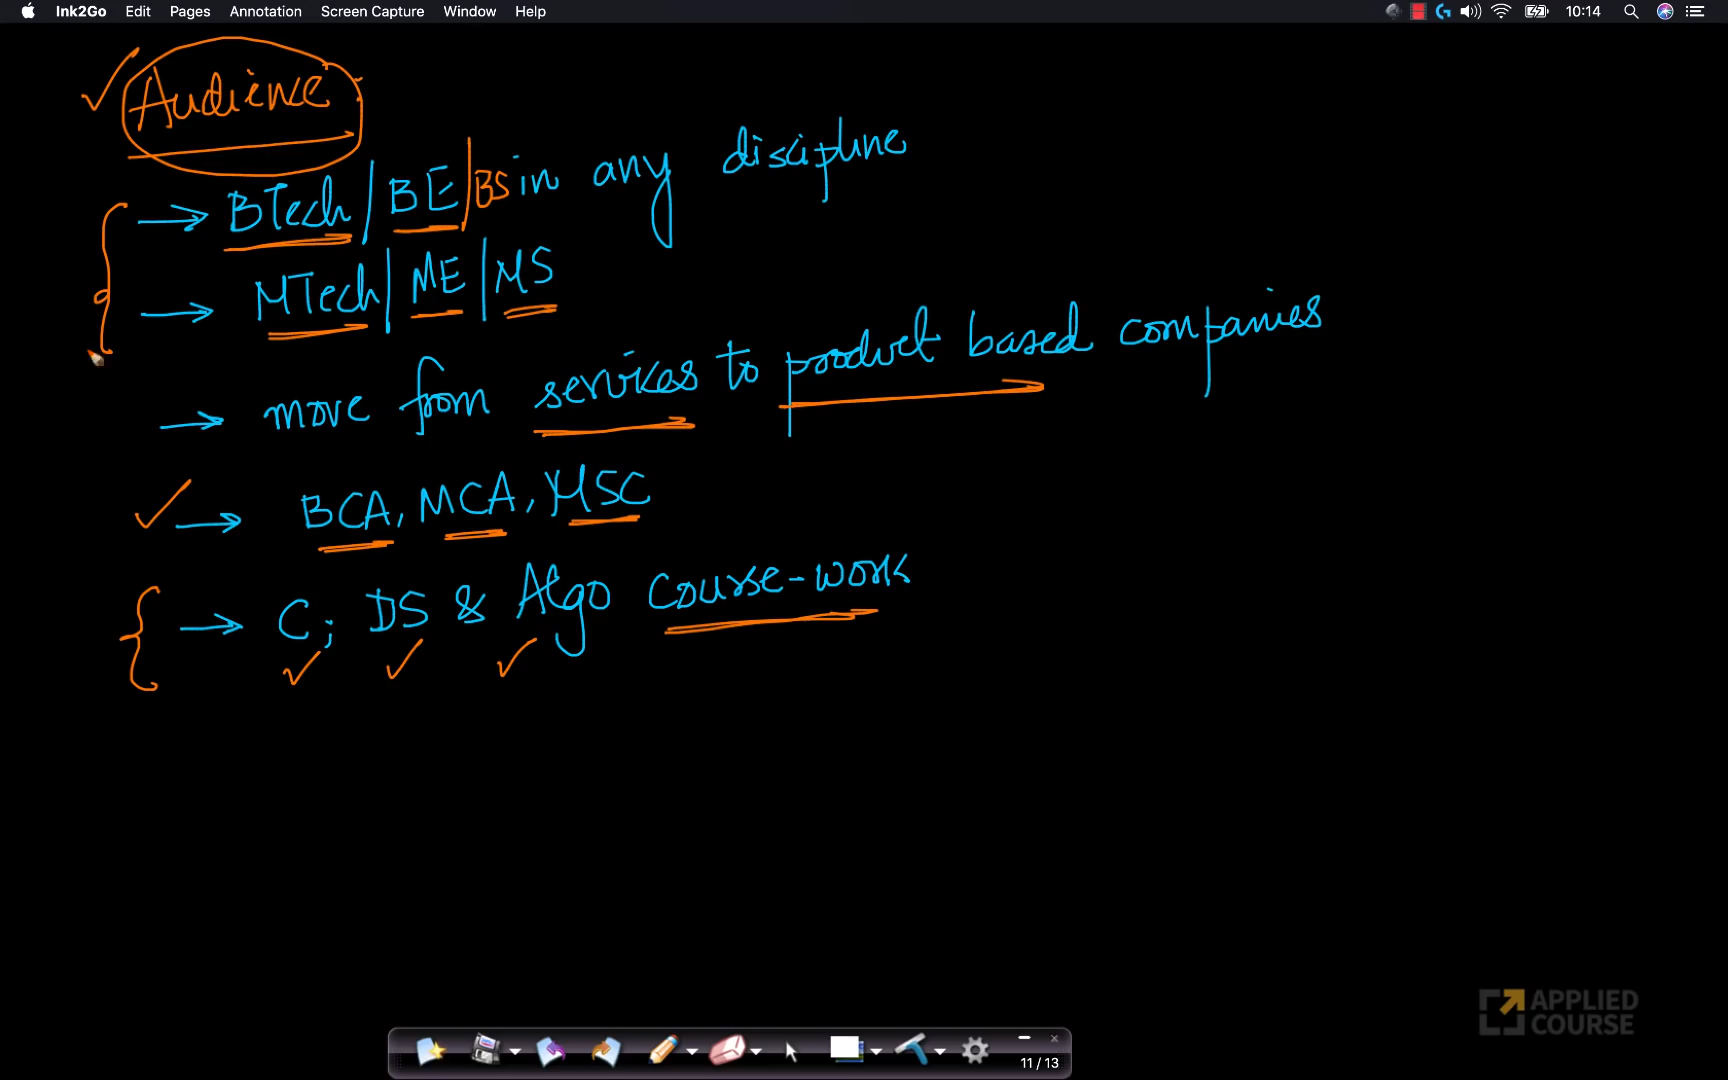 Ink2Go Edit Pages Annotation Screen Capture Window Help 10:14
Audience
→ BTech | BE | BS in any discipline
→ MTech | ME | MS
→ move from services to product based companies
→ BCA, MCA, MSC
→ C; DS & Algo course-work
APPLIED
COURSE
11 / 13